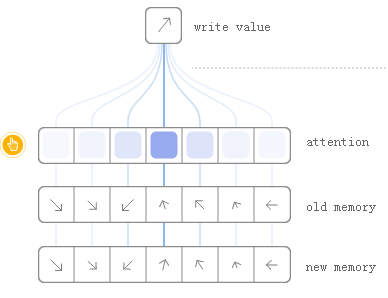 write value
attention
old memory
new memory